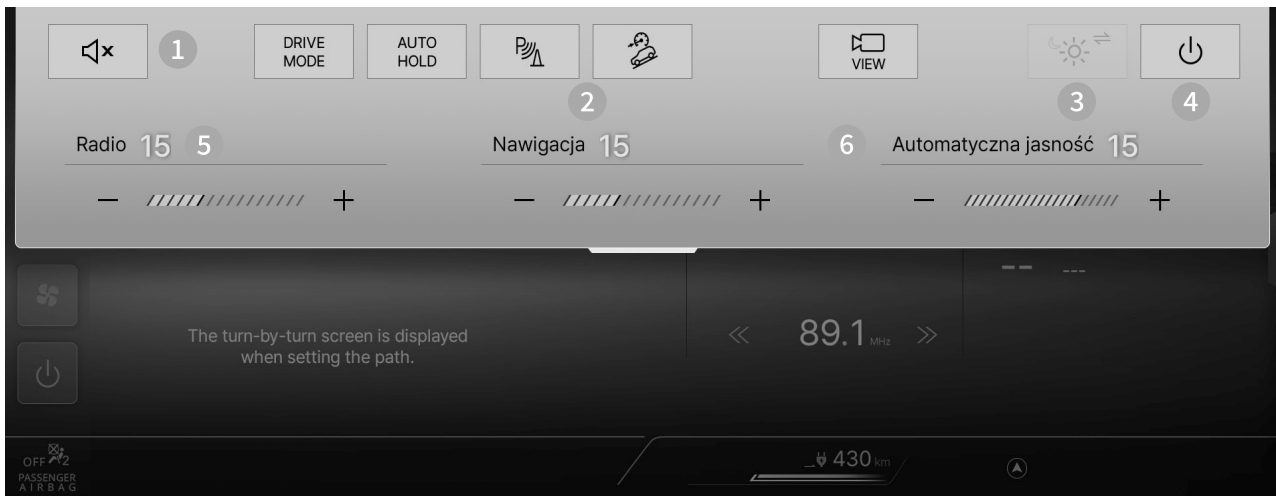 1
DRIVE
MODE
AUTO
HOLD
P
VIEW
2
3
4
Radio 15 5
Nawigacja 15
6 Automatyczna jasność 15
The turn-by-turn screen is displayed
when setting the path.
89.1 MHz
-- ---
OFF 2
PASSENGER
AIRBAG
430 km